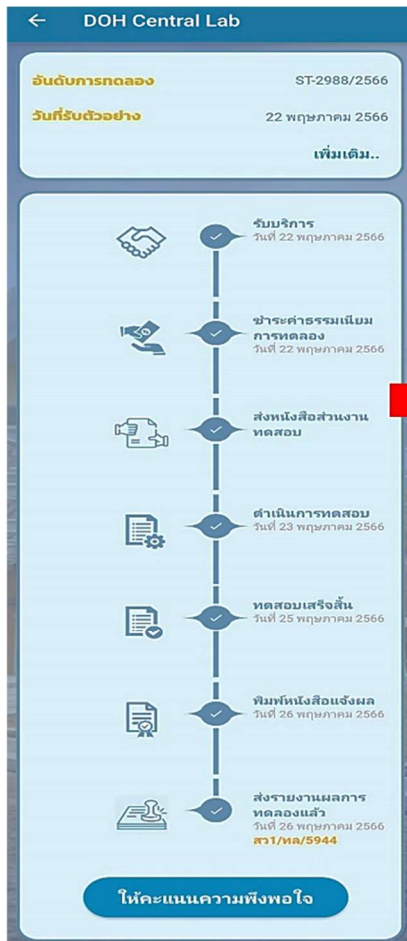 ← DOH Central Lab
อันดับการทดลอง ST-2988/2566
วันที่รับตัวอย่าง 22 พฤษภาคม 2566
เพิ่มเติม..
รับบริการ
วันที่ 22 พฤษภาคม 2566
ชำระค่าธรรมเนียม
การทดลอง
วันที่ 22 พฤษภาคม 2566
ส่งหนังสือส่วนงาน
ทดสอบ
ดำเนินการทดสอบ
วันที่ 23 พฤษภาคม 2566
ทดสอบเสร็จสิ้น
วันที่ 25 พฤษภาคม 2566
พิมพ์หนังสือแจ้งผล
วันที่ 26 พฤษภาคม 2566
ส่งรายงานผลการ
ทดลองแล้ว
วันที่ 26 พฤษภาคม 2566
สว1/ทล/5944
ให้คะแนนความพึงพอใจ